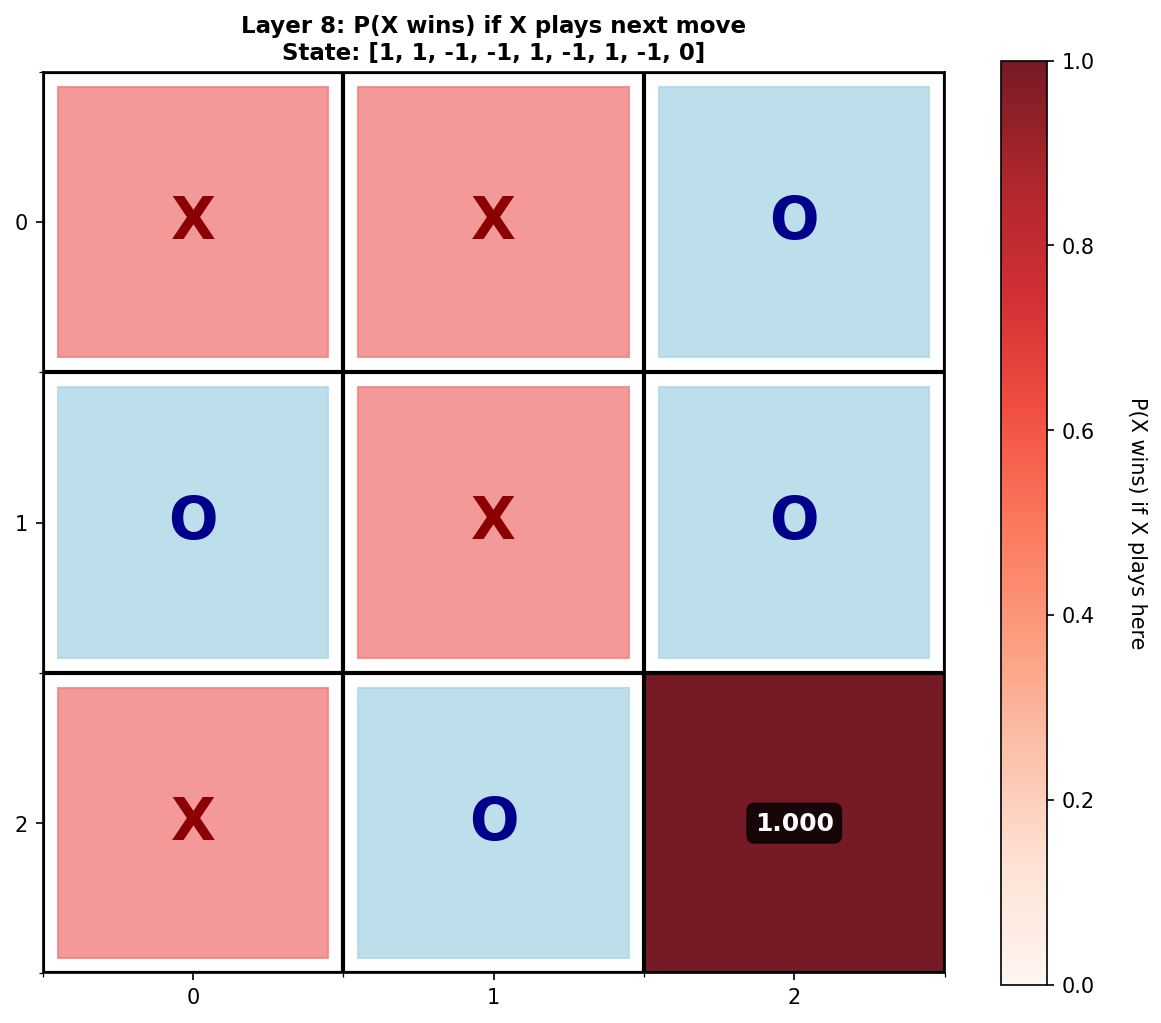 Layer 8: P(X wins) if X plays next move
State: [1, 1, -1, -1, 1, -1, 1, -1, 0]
0 X X O
1 O X O
2 X O 1.000
0 1 2
1.0
0.8
0.6
0.4
0.2
0.0
P(X wins) if X plays here